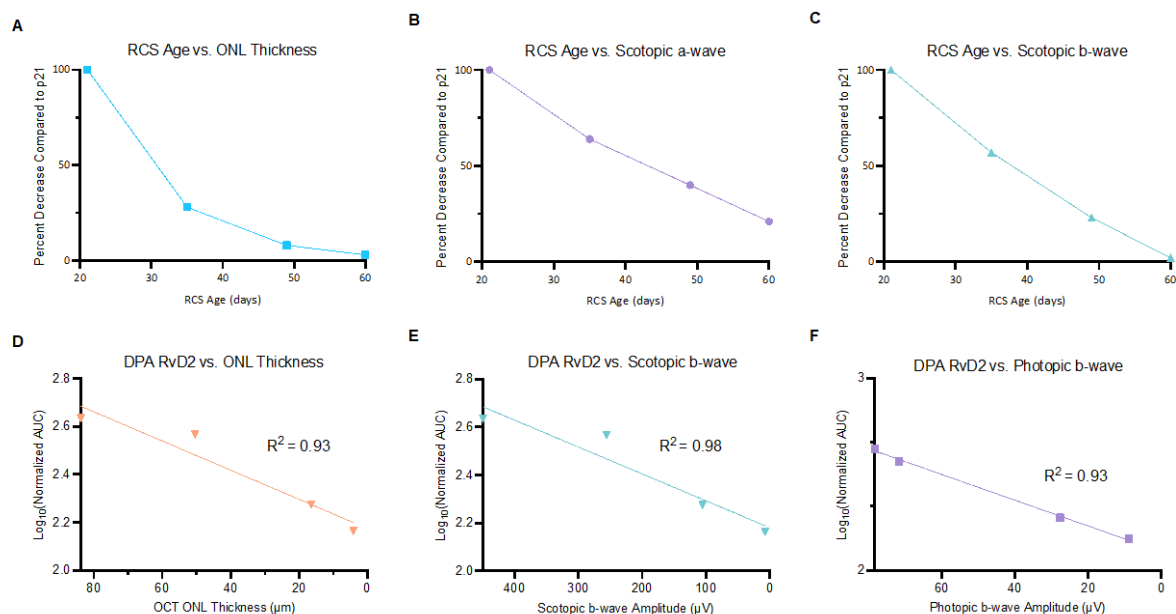 A
RCS Age vs. ONL Thickness
Percent Decrease Compared to p21
100
50
0
20 30 40 50 60
RCS Age (days)
B
RCS Age vs. Scotopic a-wave
Percent Decrease Compared to p21
100
50
0
20 30 40 50 60
RCS Age (days)
C
RCS Age vs. Scotopic b-wave
Percent Decrease Compared to p21
100
50
0
20 30 40 50 60
RCS Age (days)
D
DPA RvD2 vs. ONL Thickness
Log₁₀(Normalized AUC)
2.8
2.6
2.4
2.2
2.0
R² = 0.93
80 60 40 20 0
OCT ONL Thickness (µm)
E
DPA RvD2 vs. Scotopic b-wave
Log₁₀(Normalized AUC)
2.8
2.6
2.4
2.2
2.0
R² = 0.98
400 300 200 100 0
Scotopic b-wave Amplitude (µV)
F
DPA RvD2 vs. Photopic b-wave
Log₁₀(Normalized AUC)
3
2
R² = 0.93
60 40 20 0
Photopic b-wave Amplitude (µV)